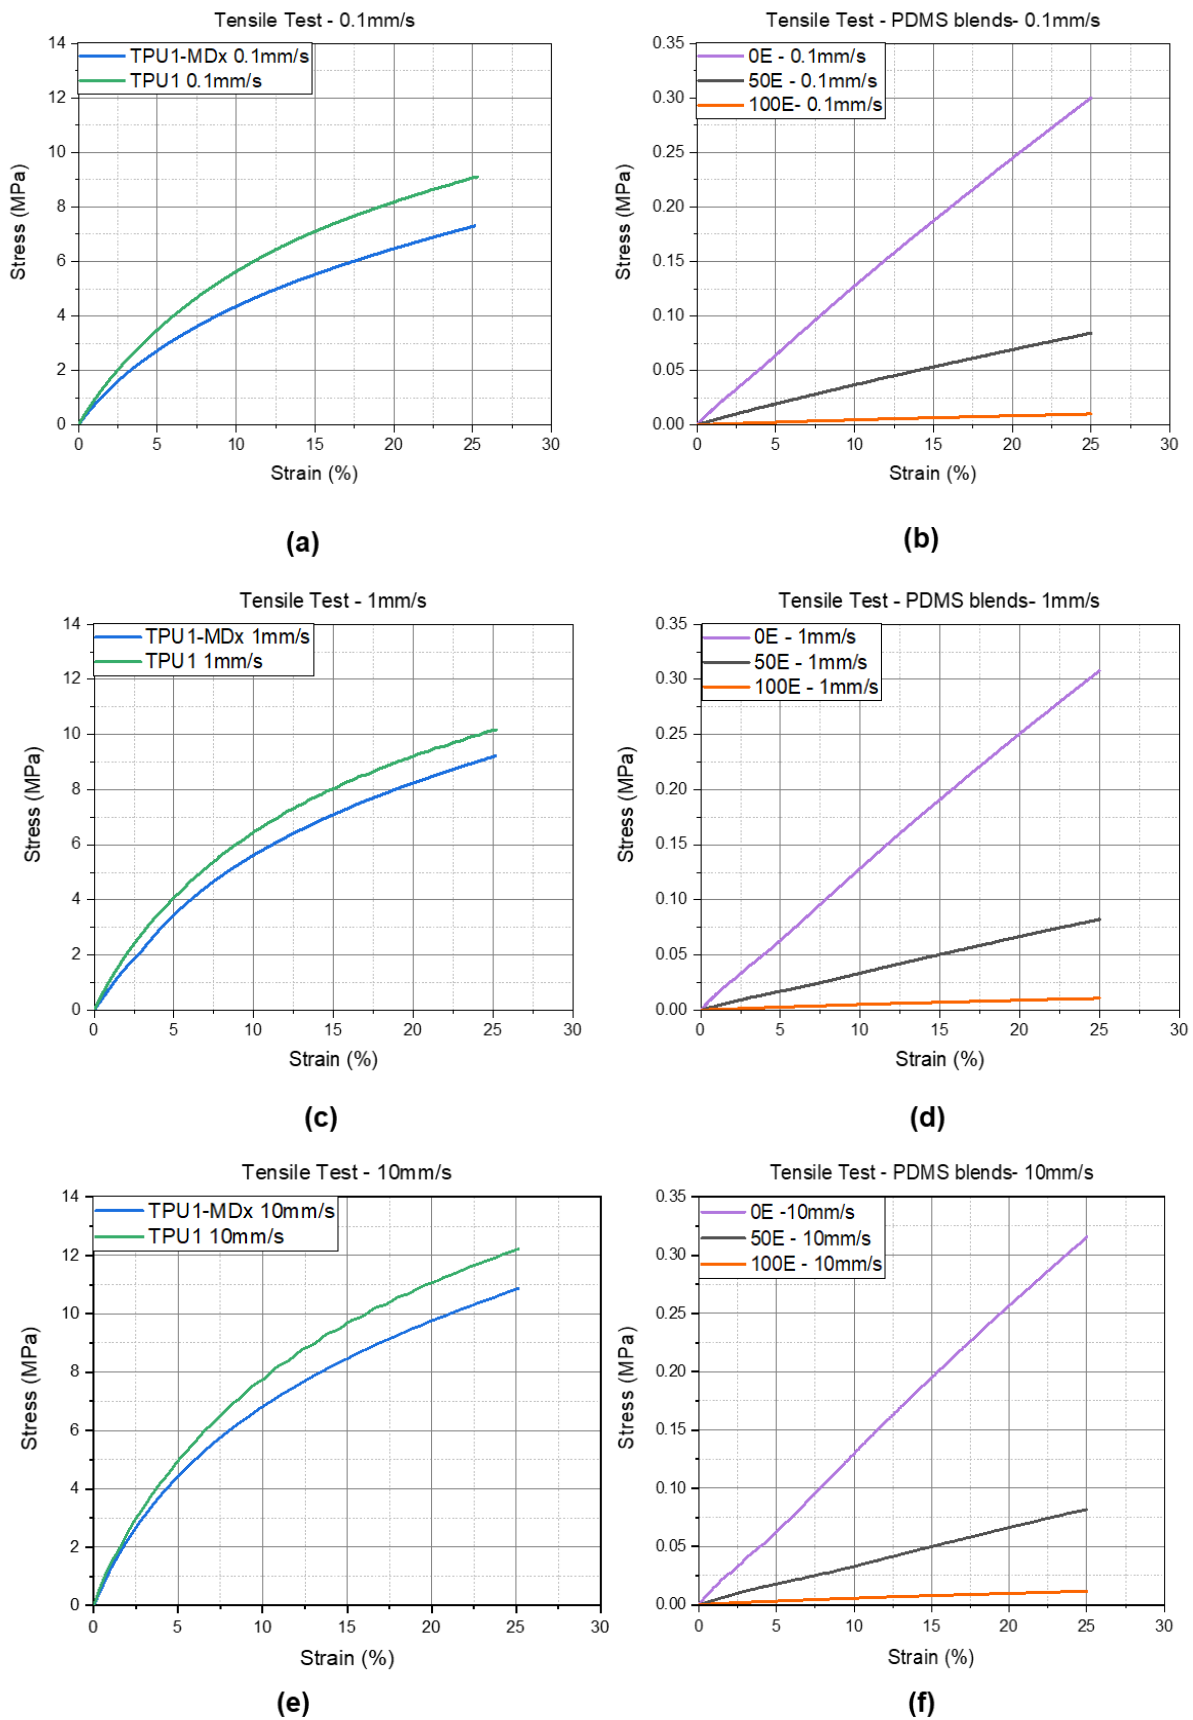 Tensile Test - 0.1mm/s
TPU1-MDx 0.1mm/s
TPU1 0.1mm/s
14
12
10
8
6
4
2
0
0 5 10 15 20 25 30
Stress (MPa)
Strain (%)
(a)
Tensile Test - PDMS blends- 0.1mm/s
0E - 0.1mm/s
50E - 0.1mm/s
100E- 0.1mm/s
0.35
0.30
0.25
0.20
0.15
0.10
0.05
0.00
0 5 10 15 20 25 30
Stress (MPa)
Strain (%)
(b)
Tensile Test - 1mm/s
TPU1-MDx 1mm/s
TPU1 1mm/s
14
12
10
8
6
4
2
0
0 5 10 15 20 25 30
Stress (MPa)
Strain (%)
(c)
Tensile Test - PDMS blends- 1mm/s
0E - 1mm/s
50E - 1mm/s
100E - 1mm/s
0.35
0.30
0.25
0.20
0.15
0.10
0.05
0.00
0 5 10 15 20 25 30
Stress (MPa)
Strain (%)
(d)
Tensile Test - 10mm/s
TPU1-MDx 10mm/s
TPU1 10mm/s
14
12
10
8
6
4
2
0
0 5 10 15 20 25 30
Stress (MPa)
Strain (%)
(e)
Tensile Test - PDMS blends- 10mm/s
0E -10mm/s
50E - 10mm/s
100E - 10mm/s
0.35
0.30
0.25
0.20
0.15
0.10
0.05
0.00
0 5 10 15 20 25 30
Stress (MPa)
Strain (%)
(f)